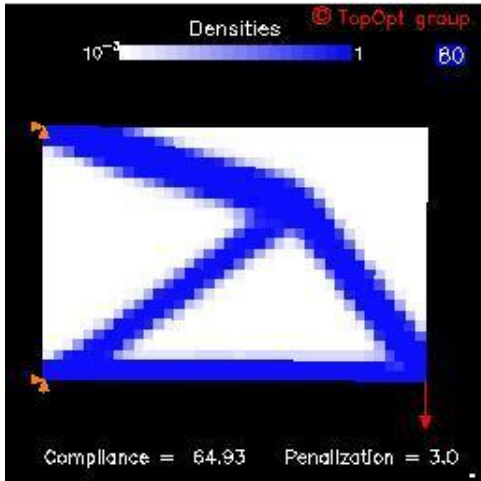 © TopOpt group
Densities
10⁻³ 1 60
Compliance = 64.93 Penalization = 3.0